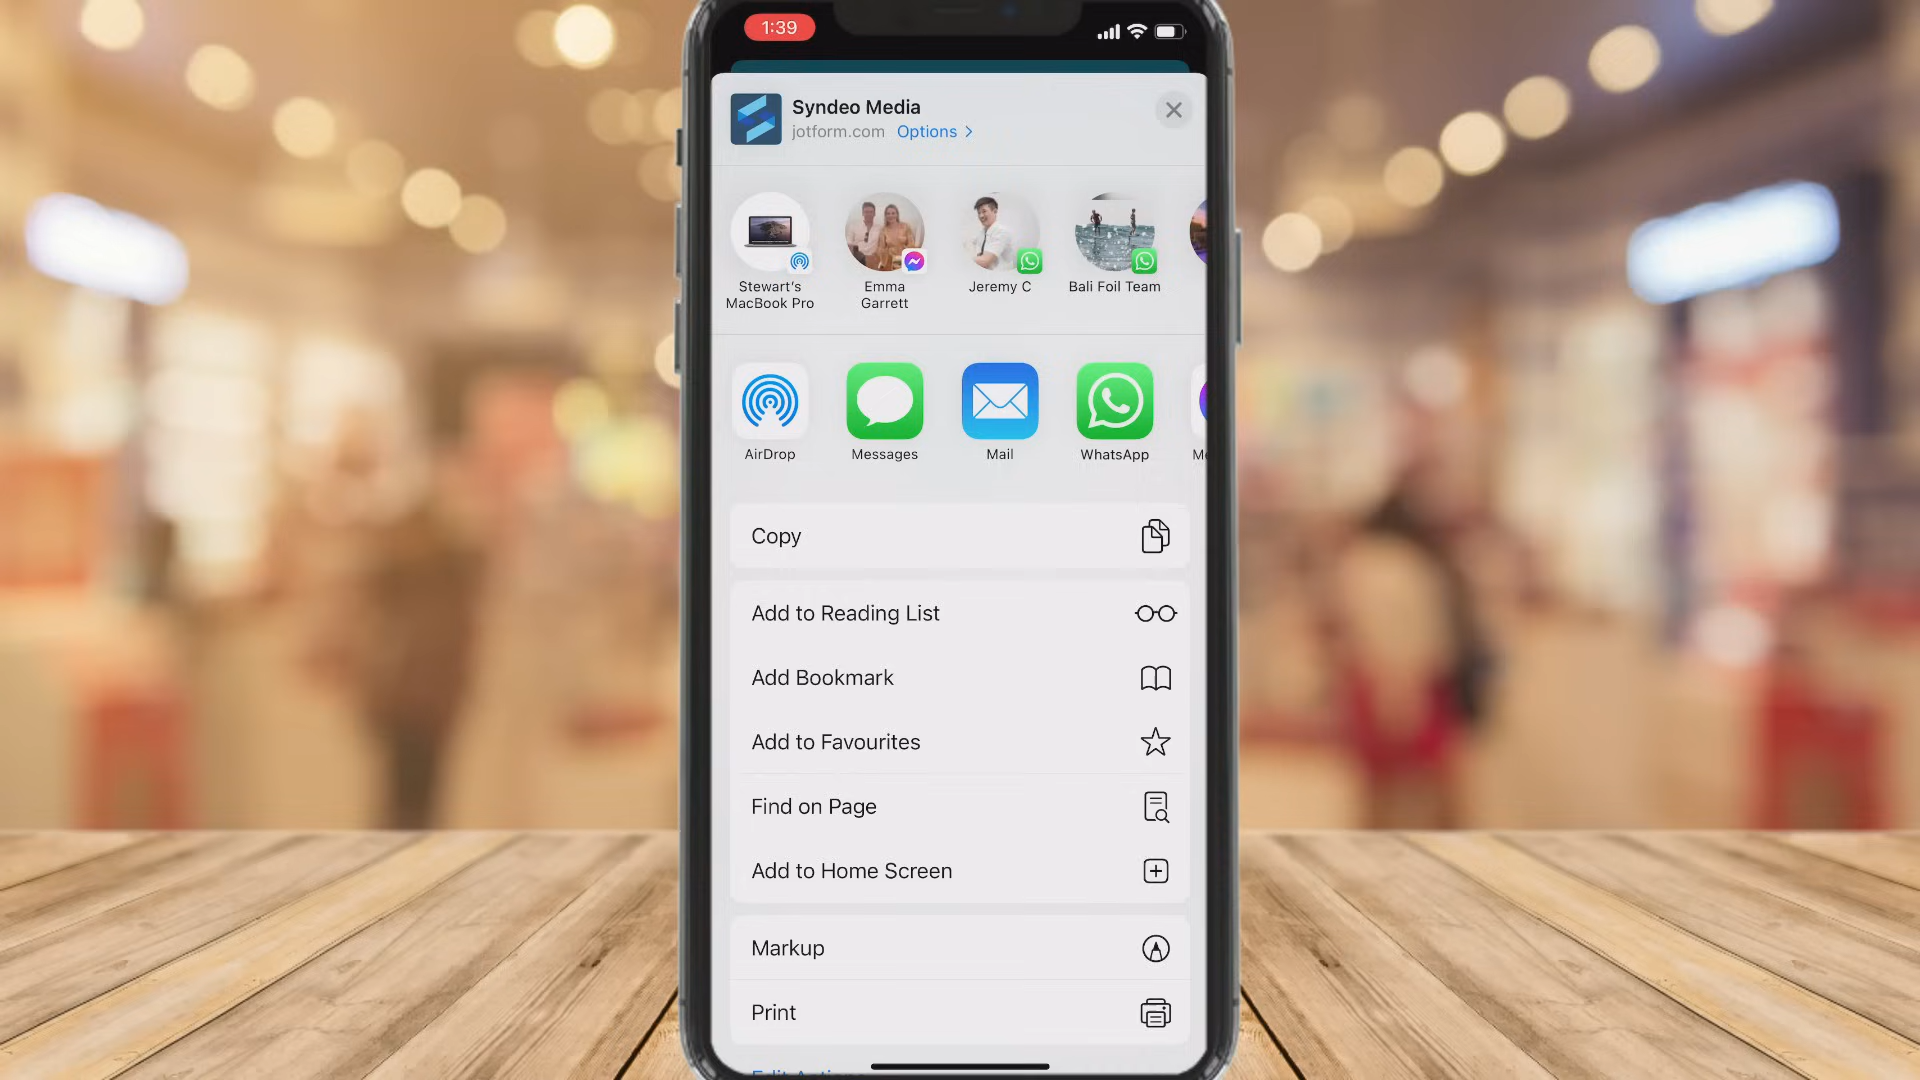 1:39
Syndeo Media
jotform.com Options >
Stewart's
MacBook Pro
Emma
Garrett
Jeremy C
Bali Foil Team
AirDrop
Messages
Mail
WhatsApp
Copy
Add to Reading List
Add Bookmark
Add to Favourites
Find on Page
Add to Home Screen
Markup
Print